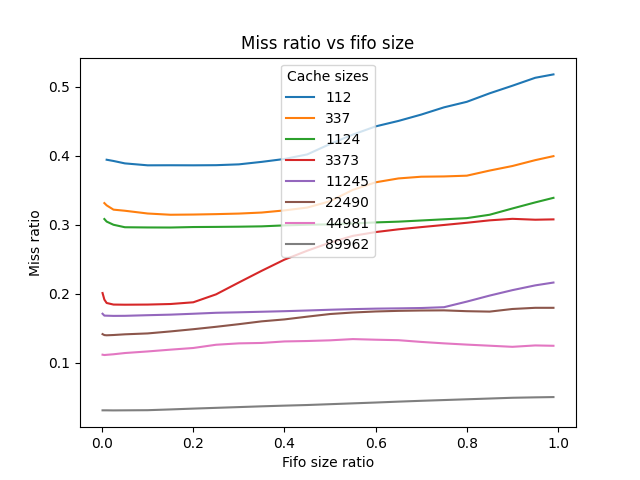 Miss ratio vs fifo size
Cache sizes
112
337
1124
3373
11245
22490
44981
89962
Miss ratio
0.5
0.4
0.3
0.2
0.1
0.0 0.2 0.4 0.6 0.8 1.0
Fifo size ratio